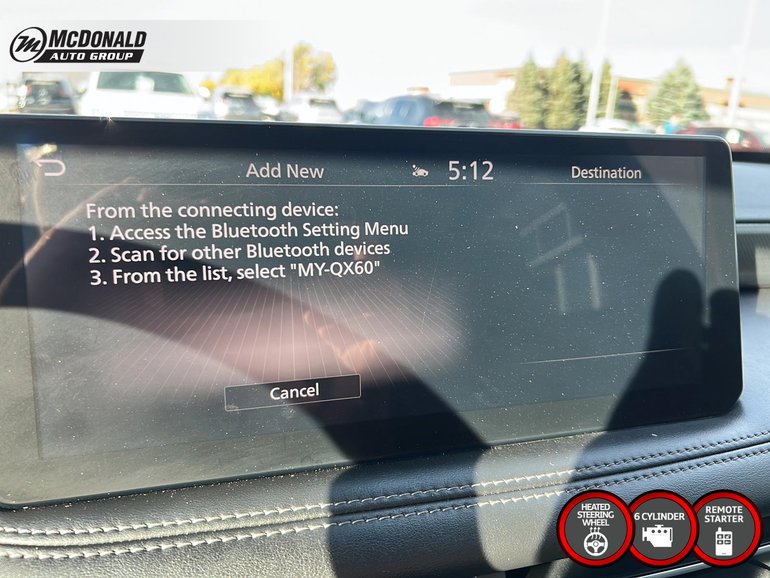 McDONALD
AUTO GROUP
Add New
5:12
Destination
From the connecting device:
1. Access the Bluetooth Setting Menu
2. Scan for other Bluetooth devices
3. From the list, select "MY-QX60"
Cancel
HEATED
STEERING
WHEEL
6 CYLINDER
REMOTE
STARTER